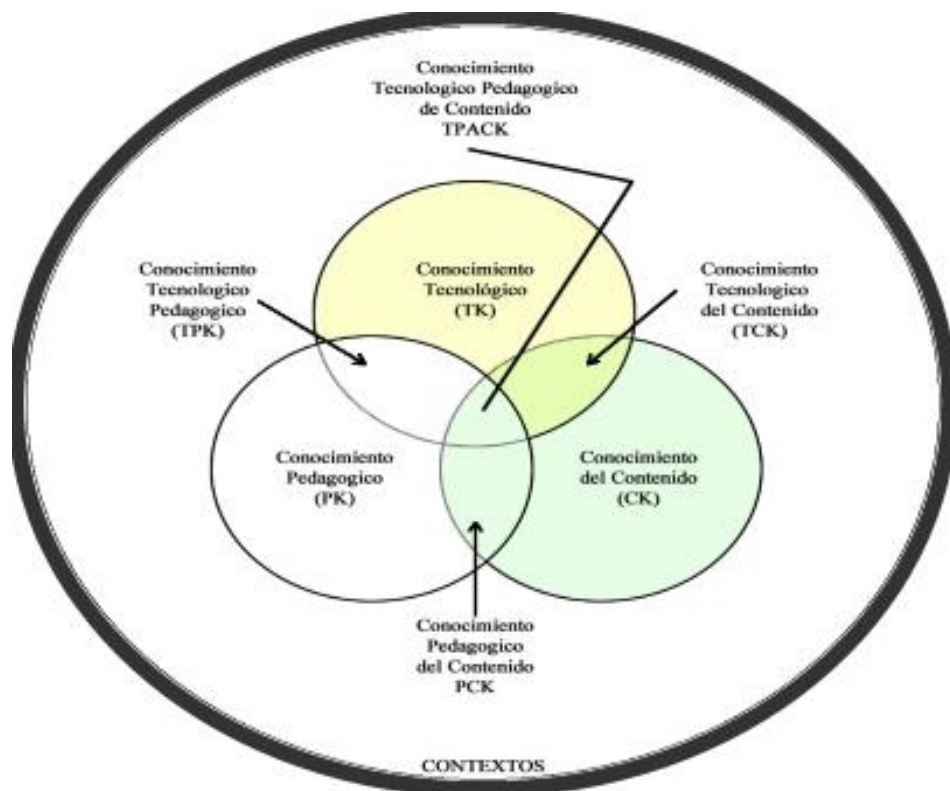 Conocimiento
Tecnologico Pedagogico
de Contenido
TPACK
Conocimiento
Tecnologico
Pedagogico
(TPK)
Conocimiento
Tecnológico
(TK)
Conocimiento
Tecnologico
del Contenido
(TCK)
Conocimiento
Pedagogico
(PK)
Conocimiento
del Contenido
(CK)
Conocimiento
Pedagogico
del Contenido
PCK
CONTEXTOS